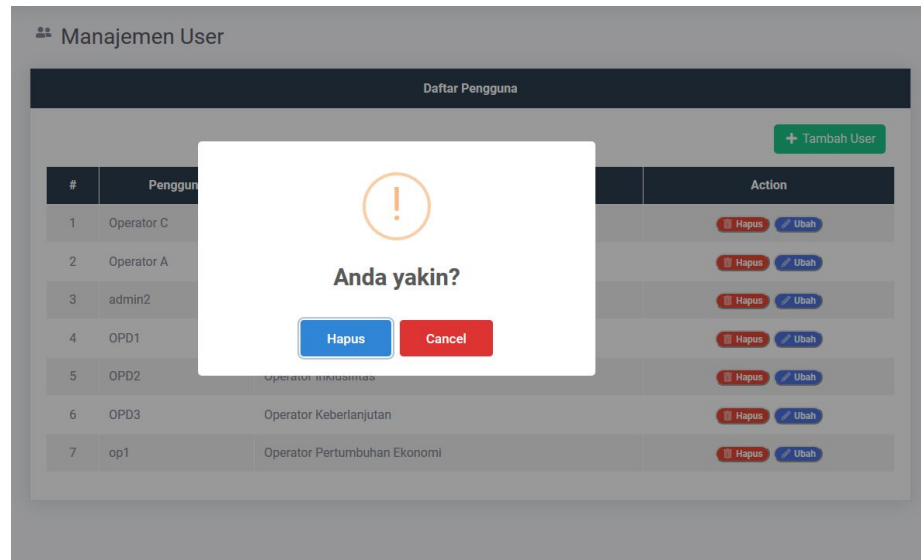 Manajemen User
Daftar Pengguna
+ Tambah User
# Action
1 Operator C Hapus Ubah
2 Operator A Hapus Ubah
3 admin2 Hapus Ubah
4 OPD1 Hapus Ubah
5 OPD2 Hapus Ubah
6 OPD3 Operator Keberlanjutan Hapus Ubah
7 op1 Operator Pertumbuhan Ekonomi Hapus Ubah
!
Anda yakin?
Hapus Cancel